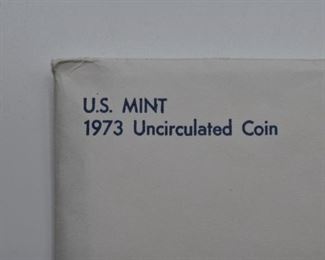 U.S. MINT
1973 Uncirculated Coin